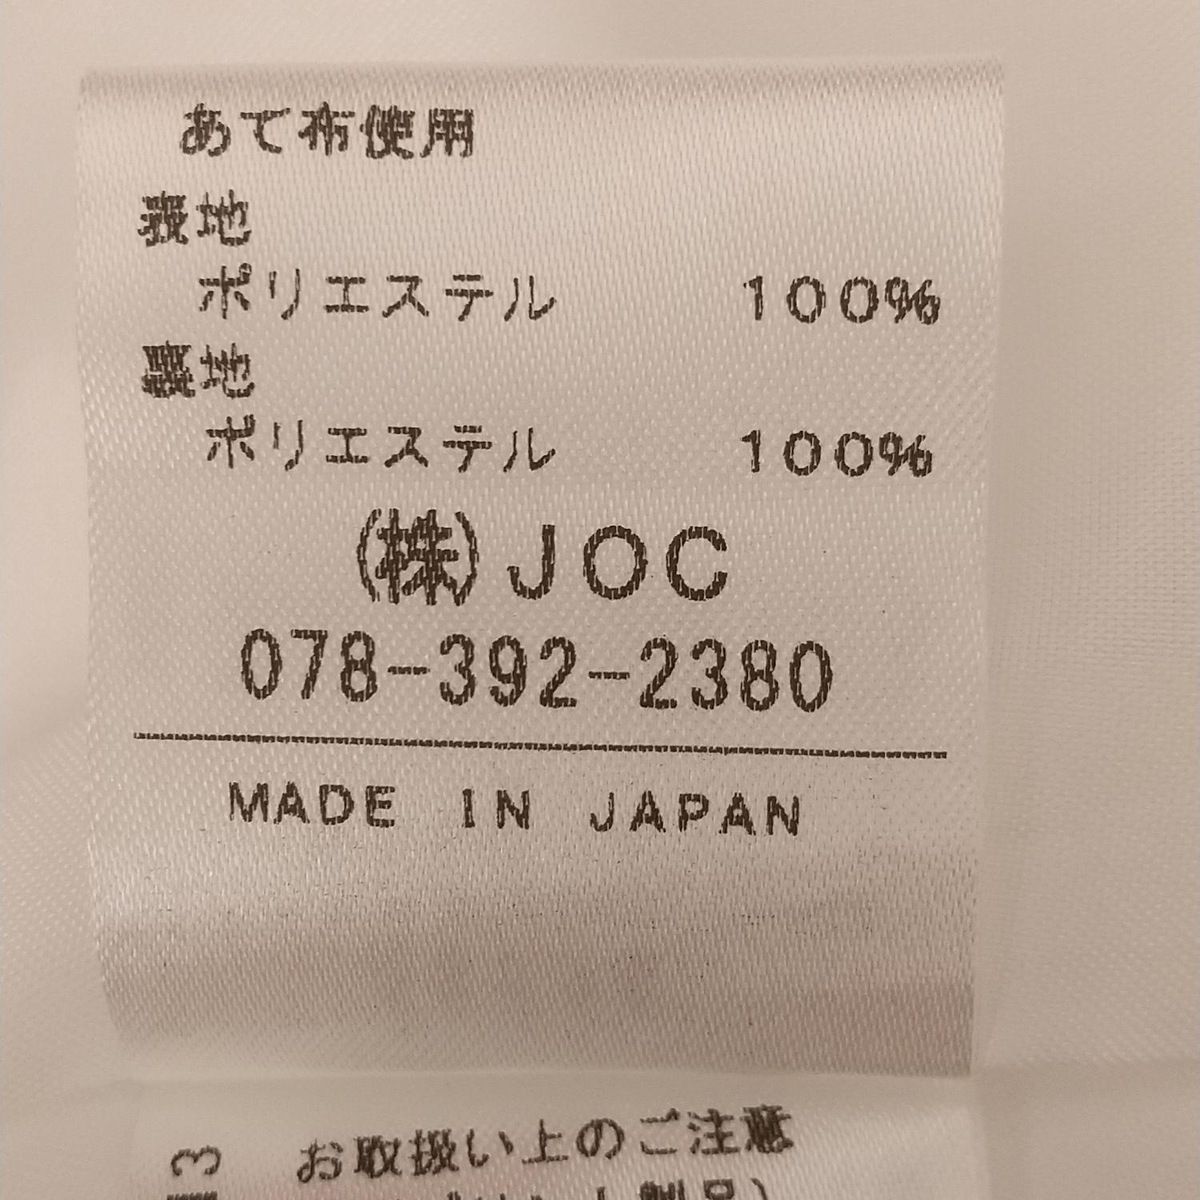 あて布使用
表地
ポリエステル 100%
裏地
ポリエステル 100%
(株)JOC
078-392-2380
MADE IN JAPAN
お取扱い上のご注意
3